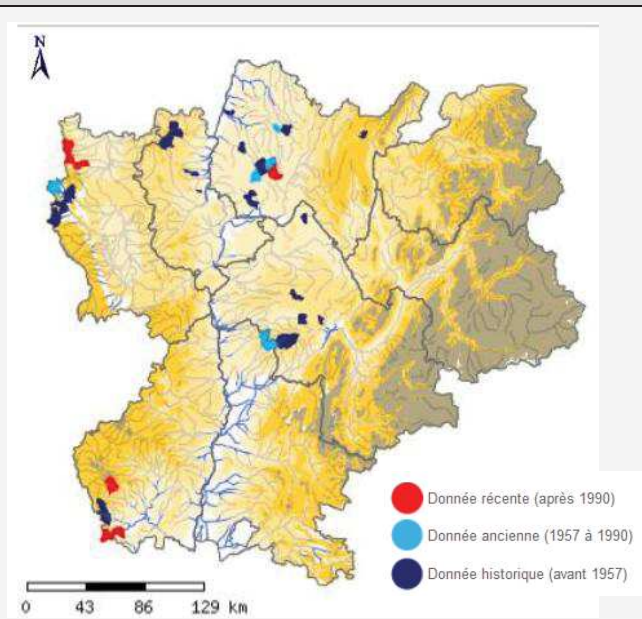 N
Donnée récente (après 1990)
Donnée ancienne (1957 à 1990)
Donnée historique (avant 1957)
0 43 86 129 km